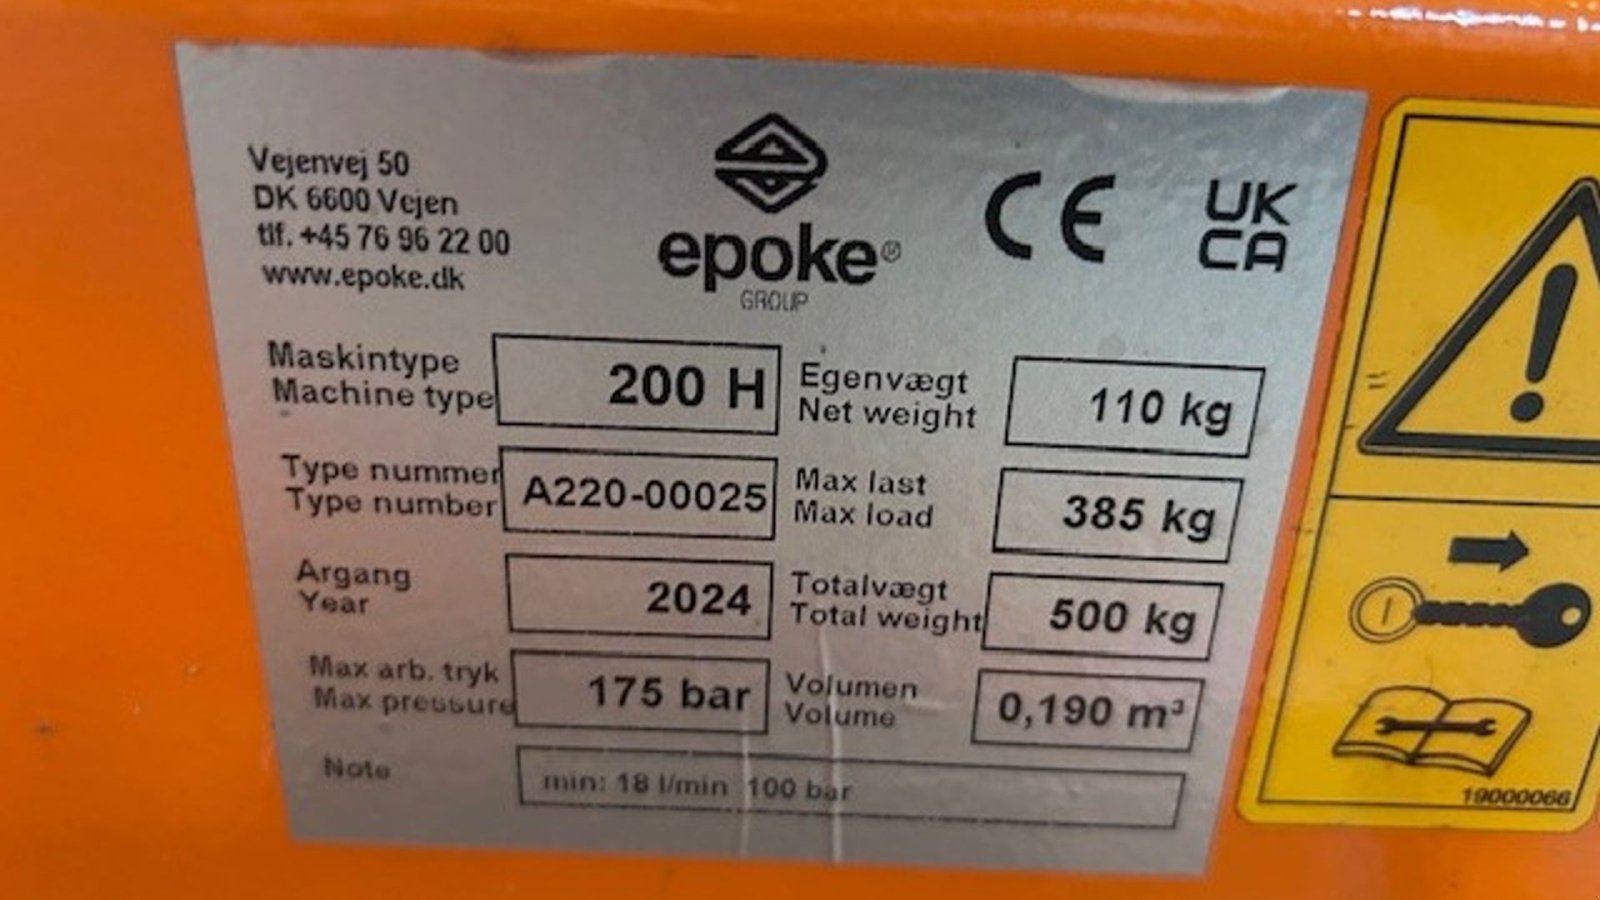 Vejenvej 50
DK 6600 Vejen
tlf. +45 76 96 22 00
www.epoke.dk
epoke®
GROUP
CE
UK
CA
Maskintype
Machine type
200 H
Egenvægt
Net weight
110 kg
Type nummer
Type number
A220-00025
Max last
Max load
385 kg
Argang
Year
2024
Totalvægt
Total weight
500 kg
Max arb. tryk
Max pressure
175 bar
Volumen
Volume
0,190 m³
Note
min: 18 l/min 100 bar
19000066